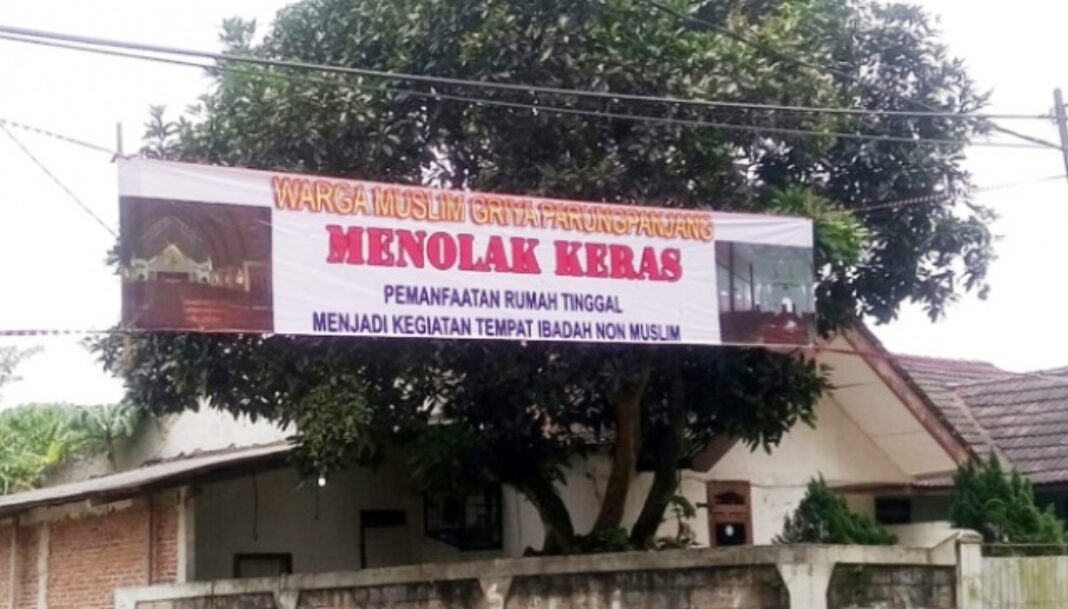 WARGA MUSLIM GRIYA PARUNGPANJANG
MENOLAK KERAS
PEMANFAATAN RUMAH TINGGAL
MENJADI KEGIATAN TEMPAT IBADAH NON MUSLIM